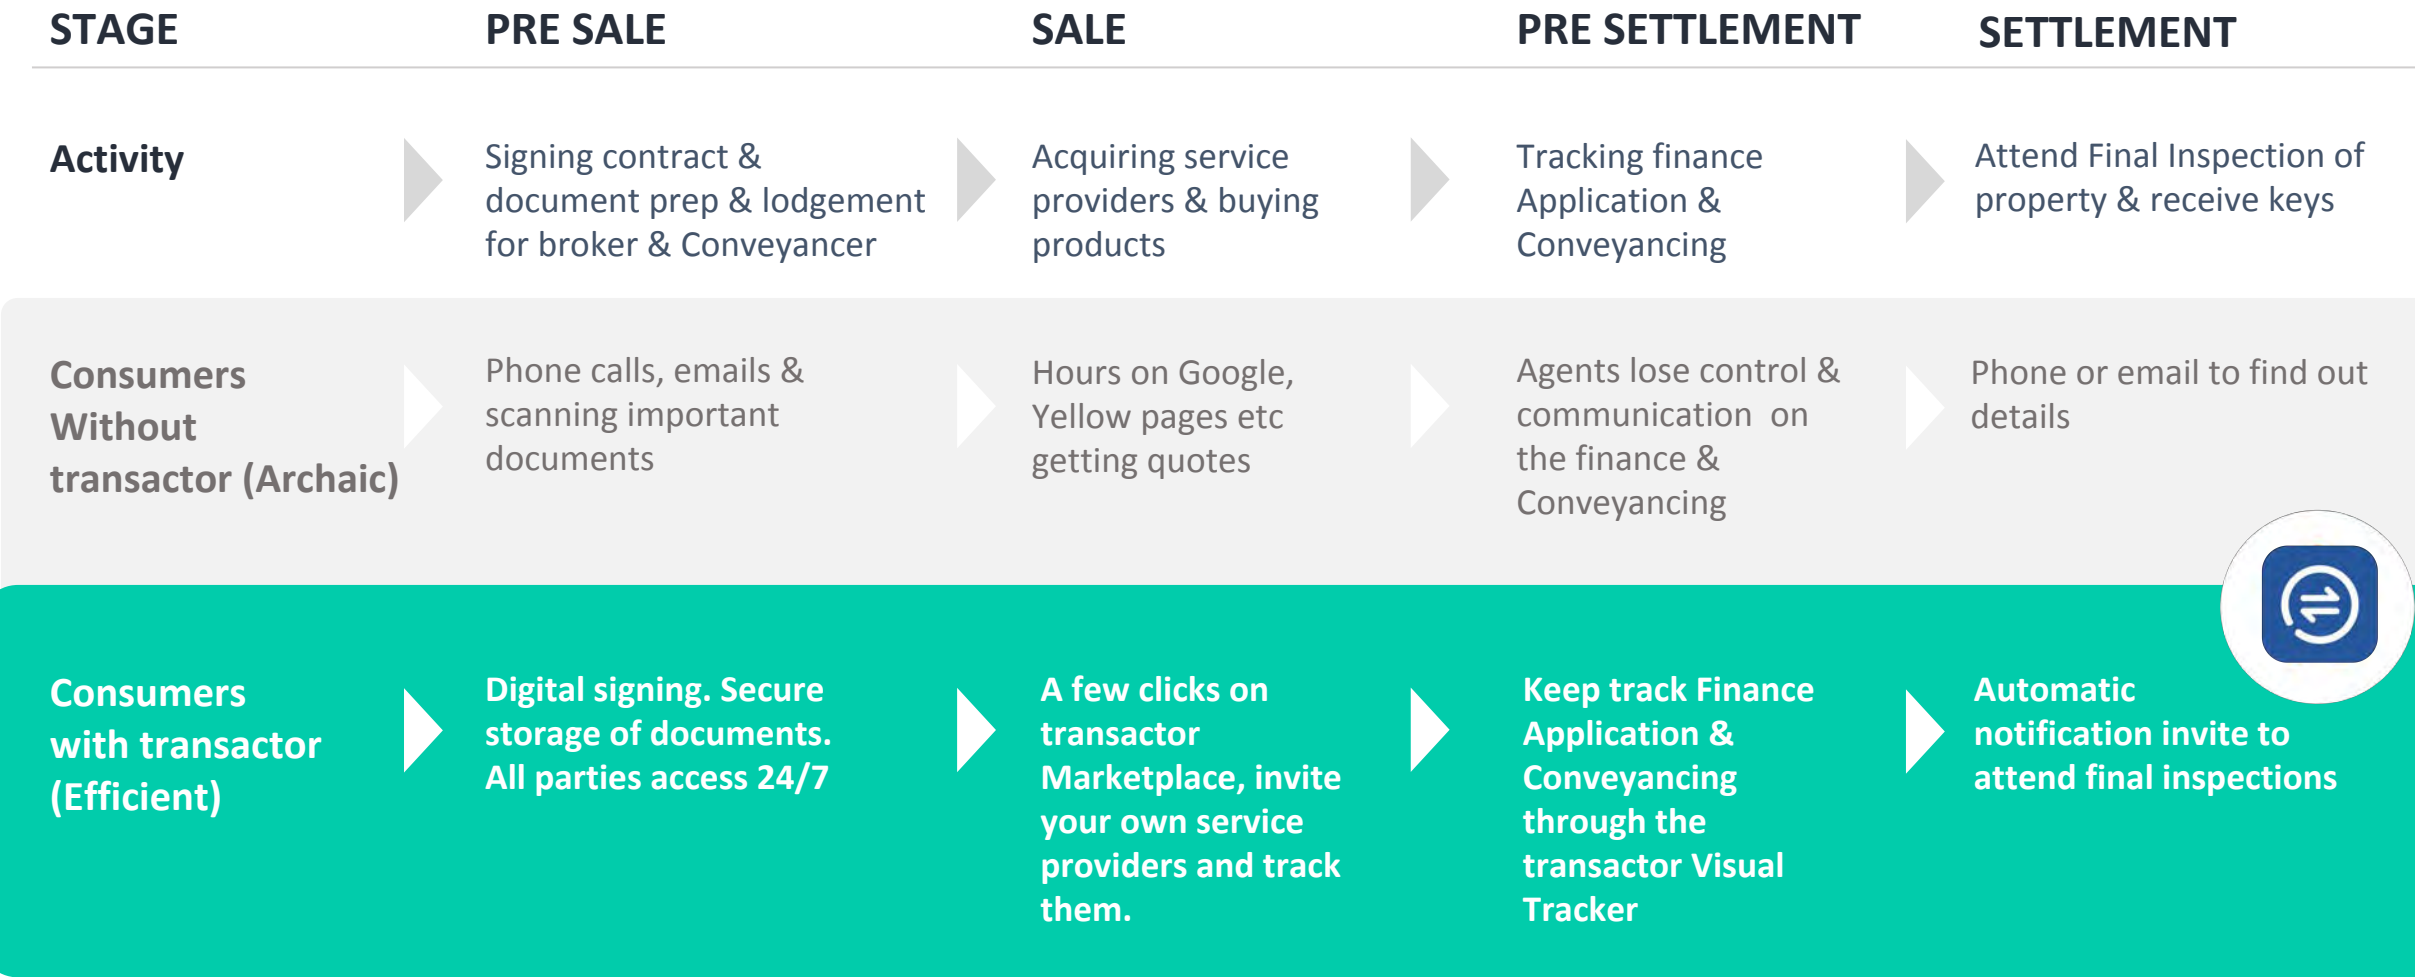 STAGE
PRE SALE
SALE
PRE SETTLEMENT
SETTLEMENT
Activity
Signing contract &
document prep & lodgement
for broker & Conveyancer
Acquiring service
providers & buying
products
Tracking finance
Application &
Conveyancing
Attend Final Inspection of
property & receive keys
Consumers
Without
transactor (Archaic)
Phone calls, emails &
scanning important
documents
Hours on Google,
Yellow pages etc
getting quotes
Agents lose control &
communication on
the finance &
Conveyancing
Phone or email to find out
details
Consumers
with transactor
(Efficient)
Digital signing. Secure
storage of documents.
All parties access 24/7
A few clicks on
transactor
Marketplace, invite
your own service
providers and track
them.
Keep track Finance
Application &
Conveyancing
through the
transactor Visual
Tracker
Automatic
notification invite to
attend final inspections